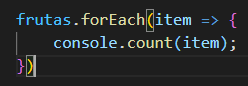 frutas.forEach(item => {
    console.count(item);
})